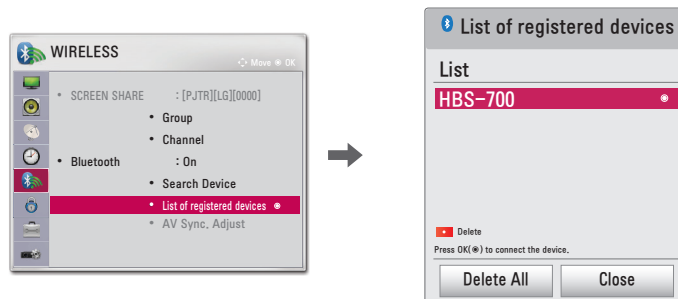 WIRELESS
Move ◉ OK
• SCREEN SHARE : [PJTR][LG][0000]
• Group
• Channel
• Bluetooth : On
• Search Device
• List of registered devices ◉
• AV Sync. Adjust
List of registered devices
List
HBS-700 ◉
Delete
Press OK(◉) to connect the device.
Delete All
Close